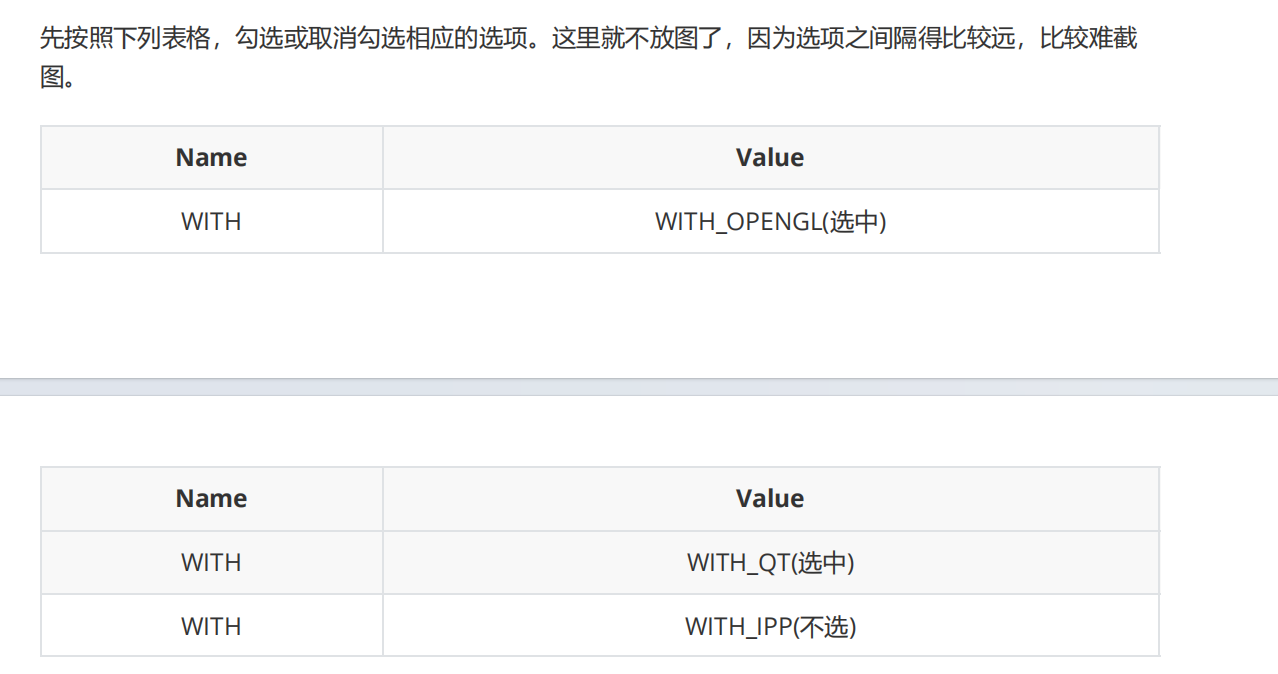 先按照下列表格，勾选或取消勾选相应的选项。这里就不放图了，因为选项之间隔得比较远，比较难截
图。
Name Value
WITH WITH_OPENGL(选中)
Name Value
WITH WITH_QT(选中)
WITH WITH_IPP(不选)